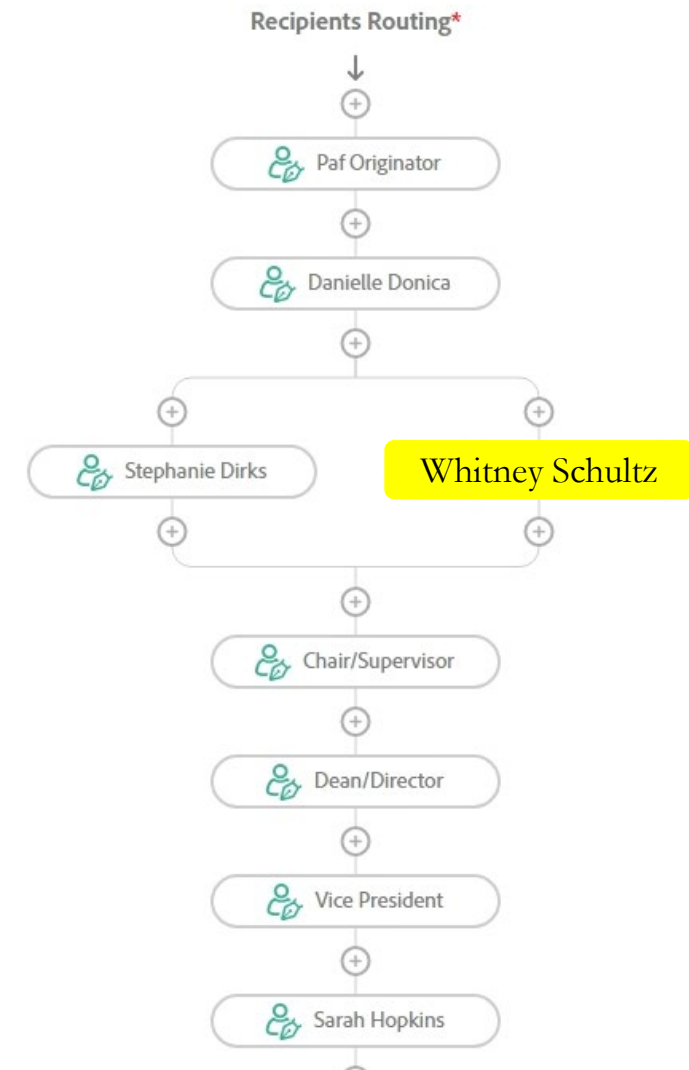 Recipients Routing*
Paf Originator
Danielle Donica
Stephanie Dirks
Whitney Schultz
Chair/Supervisor
Dean/Director
Vice President
Sarah Hopkins